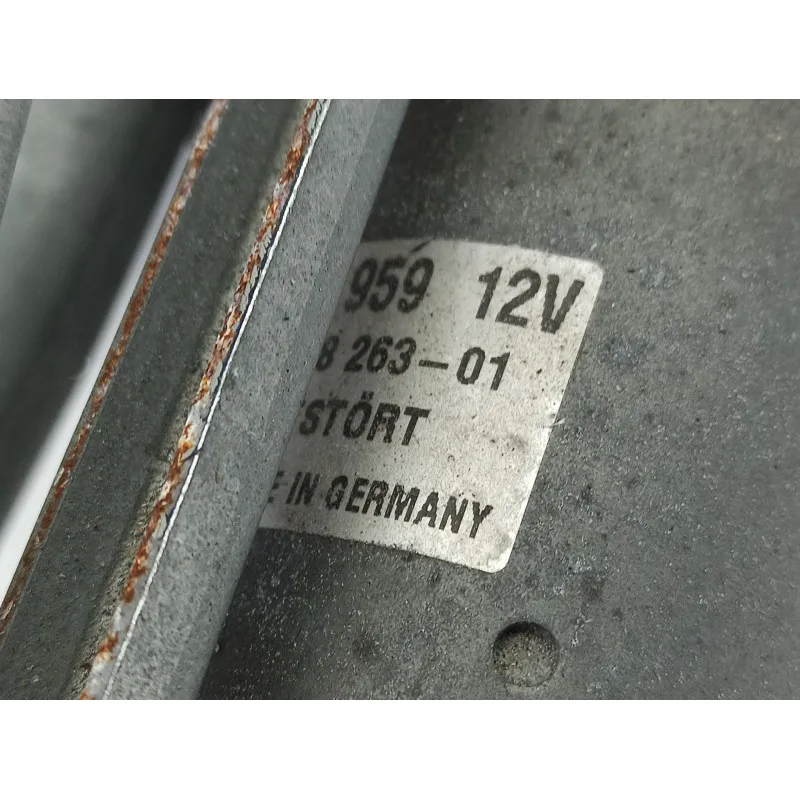 959 12V
8 263-01
STÖRT
IN GERMANY